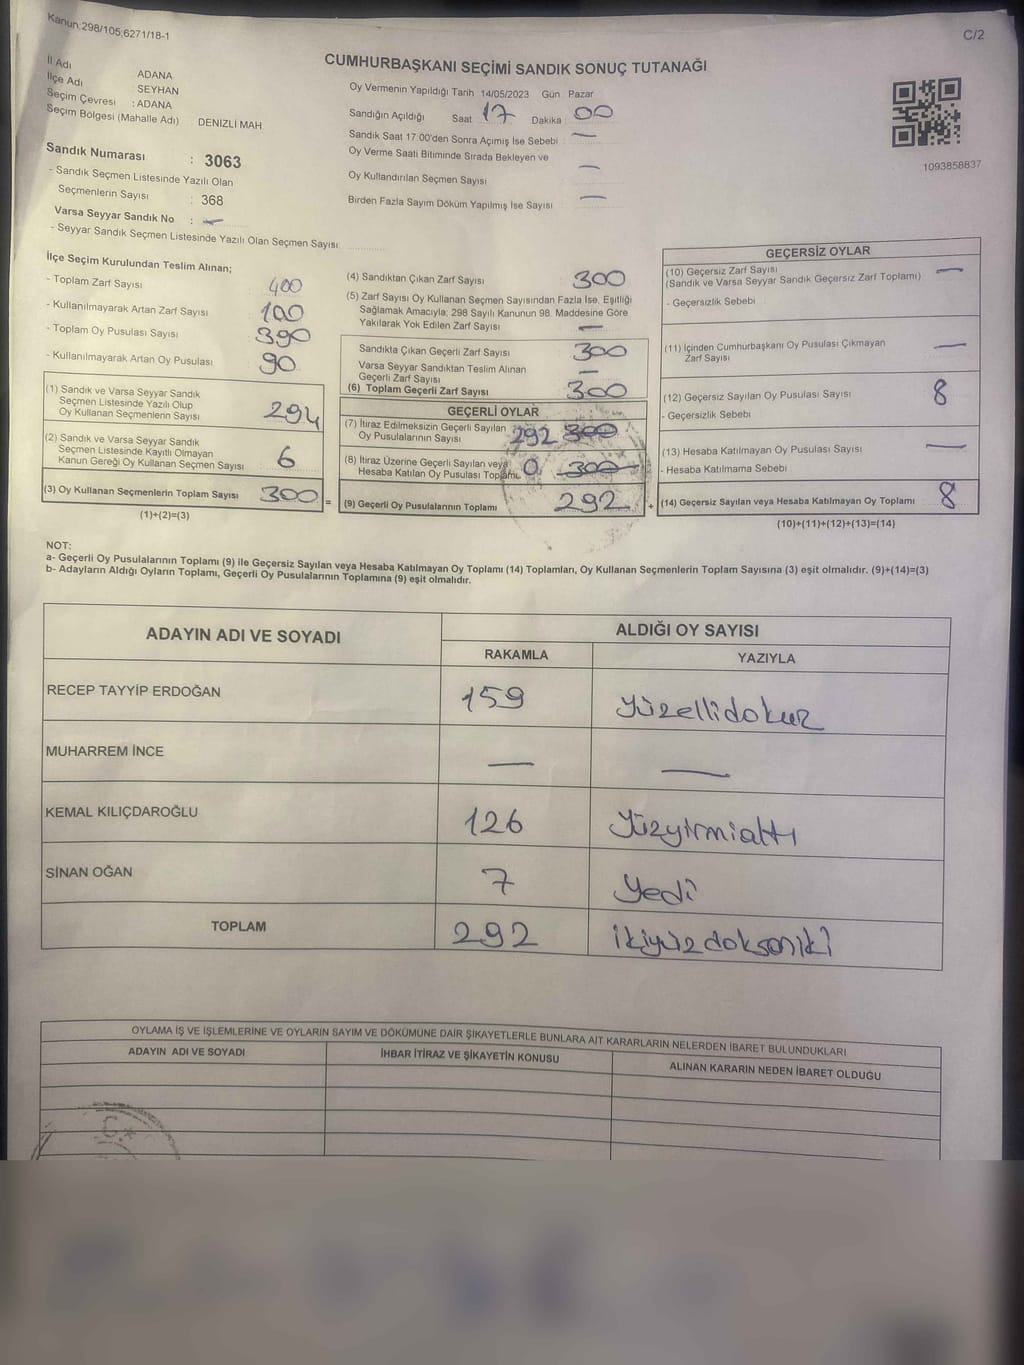 Kanun:298/105,6271/18-1
C/2
CUMHURBAŞKANI SEÇİMİ SANDIK SONUÇ TUTANAĞI
İl Adı ADANA
İlçe Adı SEYHAN
Seçim Çevresi : ADANA
Seçim Bölgesi (Mahalle Adı) DENIZLİ MAH
Sandık Numarası : 3063
- Sandık Seçmen Listesinde Yazılı Olan
Seçmenlerin Sayısı : 368
Varsa Seyyar Sandık No : —
- Seyyar Sandık Seçmen Listesinde Yazılı Olan Seçmen Sayısı
Oy Vermenin Yapıldığı Tarih 14/05/2023 Gün Pazar
Sandığın Açıldığı Saat 17 Dakika 00
Sandık Saat 17:00'den Sonra Açımış İse Sebebi —
Oy Verme Saati Bitiminde Sırada Bekleyen ve
Oy Kullandırılan Seçmen Sayısı —
Birden Fazla Sayım Döküm Yapılmış İse Sayısı —
1093858837
İlçe Seçim Kurulundan Teslim Alınan;
- Toplam Zarf Sayısı 400
- Kullanılmayarak Artan Zarf Sayısı 100
- Toplam Oy Pusulası Sayısı 390
- Kullanılmayarak Artan Oy Pusulası 90
(1) Sandık ve Varsa Seyyar Sandık
Seçmen Listesinde Yazılı Olup
Oy Kullanan Seçmenlerin Sayısı 294
(2) Sandık ve Varsa Seyyar Sandık
Seçmen Listesinde Kayıtlı Olmayan
Kanun Gereği Oy Kullanan Seçmen Sayısı 6
(3) Oy Kullanan Seçmenlerin Toplam Sayısı 300 =
(1)+(2)=(3)
(4) Sandıktan Çıkan Zarf Sayısı 300
(5) Zarf Sayısı Oy Kullanan Seçmen Sayısından Fazla İse, Eşitliği
Sağlamak Amacıyla; 298 Sayılı Kanunun 98. Maddesine Göre
Yakılarak Yok Edilen Zarf Sayısı —
Sandıkta Çıkan Geçerli Zarf Sayısı 300
Varsa Seyyar Sandıktan Teslim Alınan
Geçerli Zarf Sayısı —
(6) Toplam Geçerli Zarf Sayısı 300
GEÇERLİ OYLAR
(7) İtiraz Edilmeksizin Geçerli Sayılan
Oy Pusulalarının Sayısı 292 300
(8) İtiraz Üzerine Geçerli Sayılan veya
Hesaba Katılan Oy Pusulası Toplamı 0 300
(9) Geçerli Oy Pusulalarının Toplamı 292 +
GEÇERSİZ OYLAR
(10) Geçersiz Zarf Sayısı
(Sandık ve Varsa Seyyar Sandık Geçersiz Zarf Toplamı) —
- Geçersizlik Sebebi
(11) İçinden Cumhurbaşkanı Oy Pusulası Çıkmayan
Zarf Sayısı —
(12) Geçersiz Sayılan Oy Pusulası Sayısı 8
- Geçersizlik Sebebi
(13) Hesaba Katılmayan Oy Pusulası Sayısı —
- Hesaba Katılmama Sebebi
(14) Geçersiz Sayılan veya Hesaba Katılmayan Oy Toplamı 8
(10)+(11)+(12)+(13)=(14)
NOT:
a- Geçerli Oy Pusulalarının Toplamı (9) ile Geçersiz Sayılan veya Hesaba Katılmayan Oy Toplamı (14) Toplamları, Oy Kullanan Seçmenlerin Toplam Sayısına (3) eşit olmalıdır. (9)+(14)=(3)
b- Adayların Aldığı Oyların Toplamı, Geçerli Oy Pusulalarının Toplamına (9) eşit olmalıdır.
ADAYIN ADI VE SOYADI ALDIĞI OY SAYISI
RAKAMLA YAZIYLA
RECEP TAYYİP ERDOĞAN 159 Yüzellidokuz
MUHARREM İNCE — —
KEMAL KILIÇDAROĞLU 126 Yüzyirmialtı
SİNAN OĞAN 7 Yedi
TOPLAM 292 ikiyüzdoksaniki
OYLAMA İŞ VE İŞLEMLERİNE VE OYLARIN SAYIM VE DÖKÜMÜNE DAİR ŞİKAYETLERLE BUNLARA AİT KARARLARIN NELERDEN İBARET BULUNDUKLARI
ADAYIN ADI VE SOYADI İHBAR İTİRAZ VE ŞİKAYETİN KONUSU ALINAN KARARIN NEDEN İBARET OLDUĞU